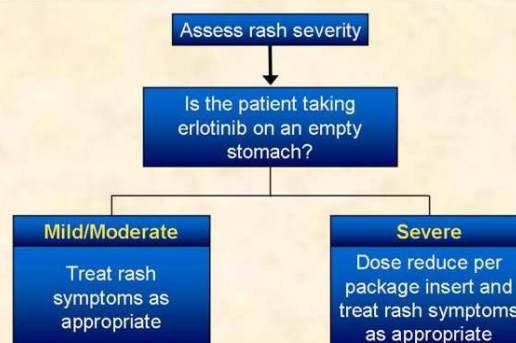 Assess rash severity
Is the patient taking
erlotinib on an empty
stomach?
Mild/Moderate
Treat rash
symptoms as
appropriate
Severe
Dose reduce per
package insert and
treat rash symptoms
as appropriate